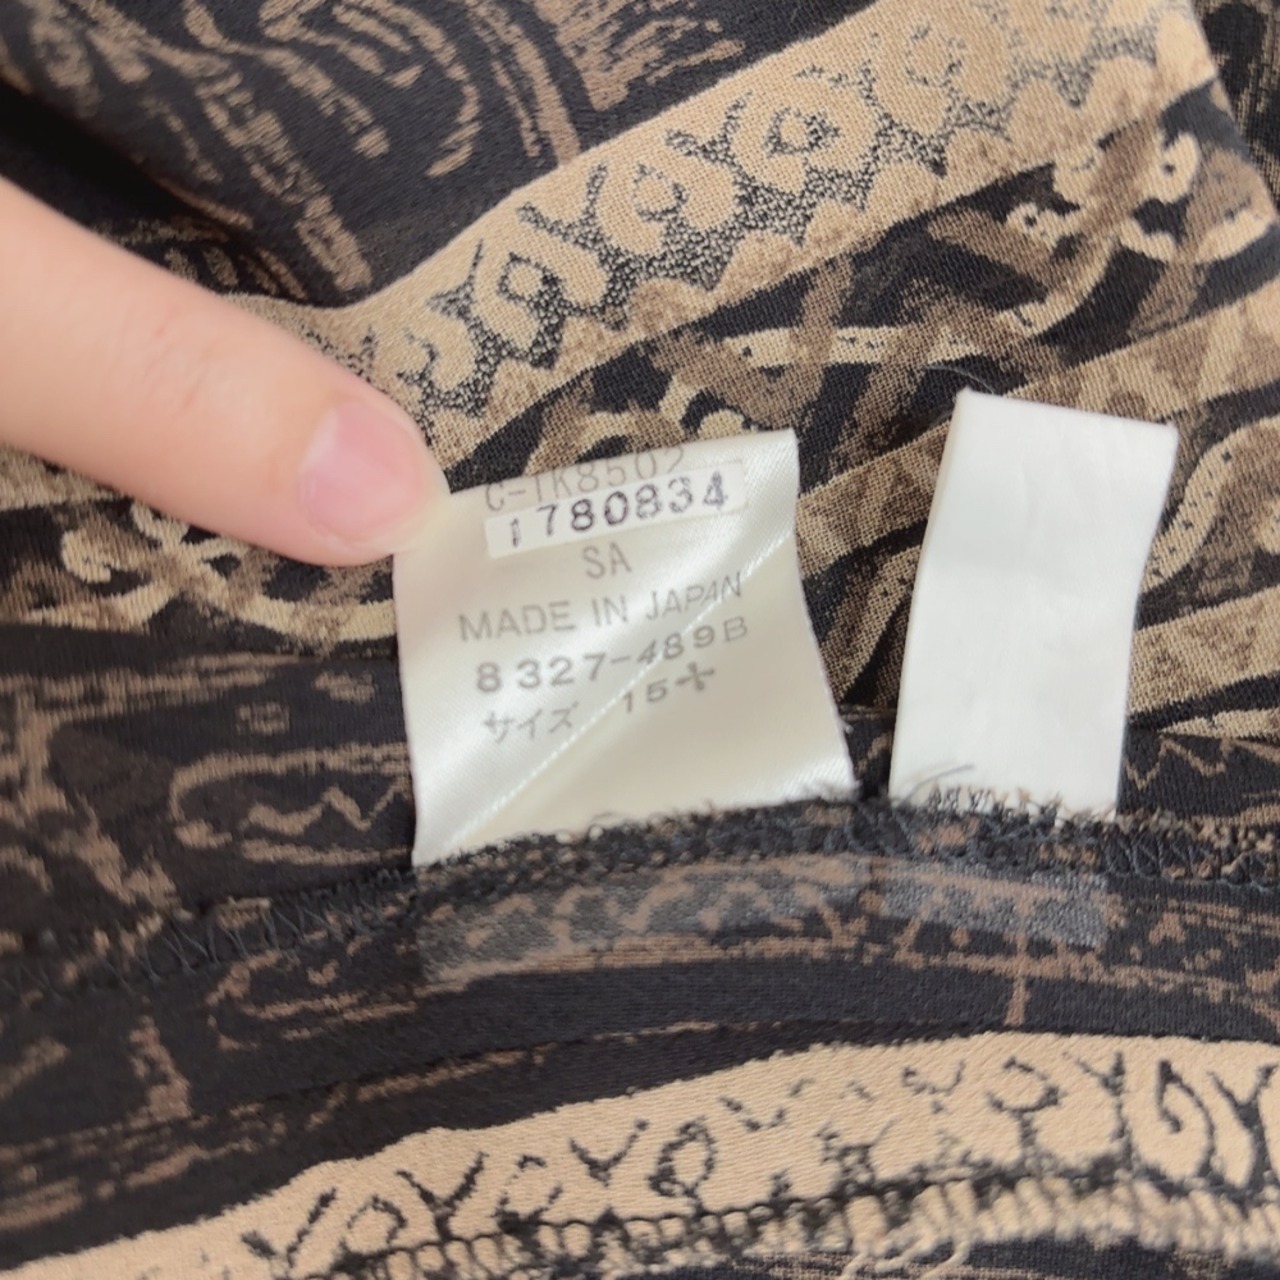 C-TK8502
1780834
SA
MADE IN JAPAN
8327-489B
サイズ 15+